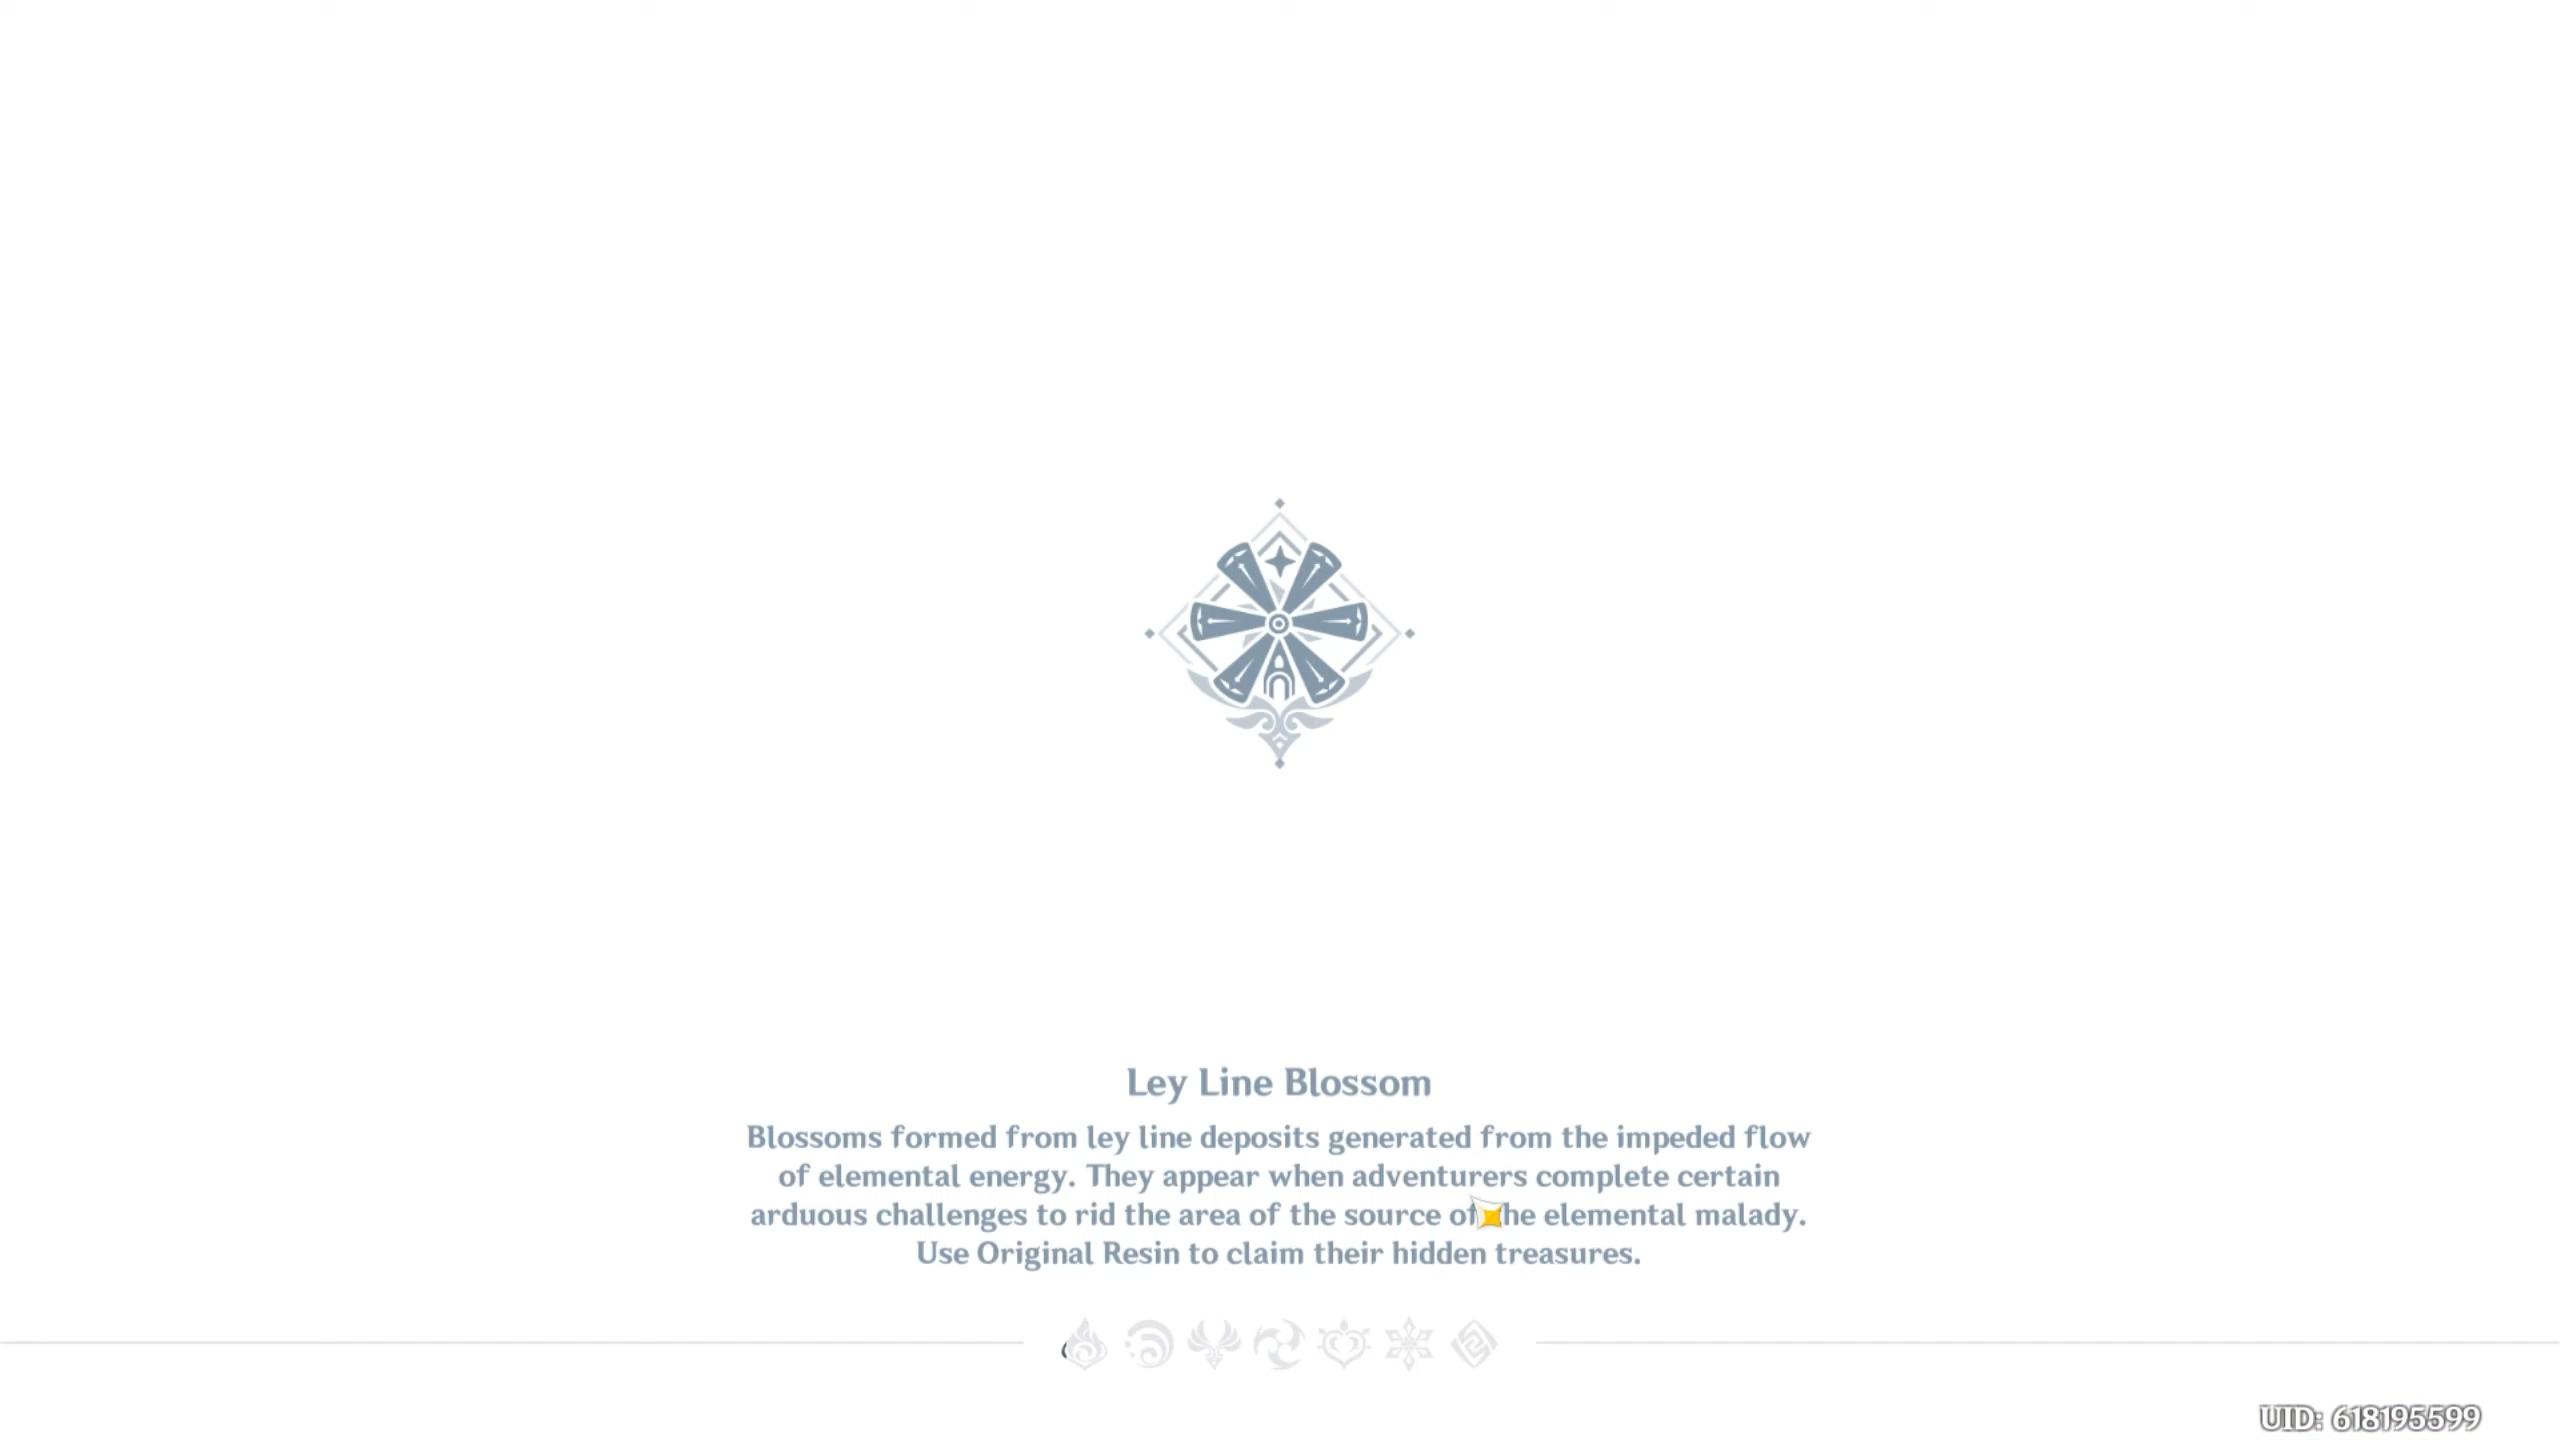 Ley Line Blossom
Blossoms formed from ley line deposits generated from the impeded flow
of elemental energy. They appear when adventurers complete certain
arduous challenges to rid the area of the source of the elemental malady.
Use Original Resin to claim their hidden treasures.
UID: 618195599